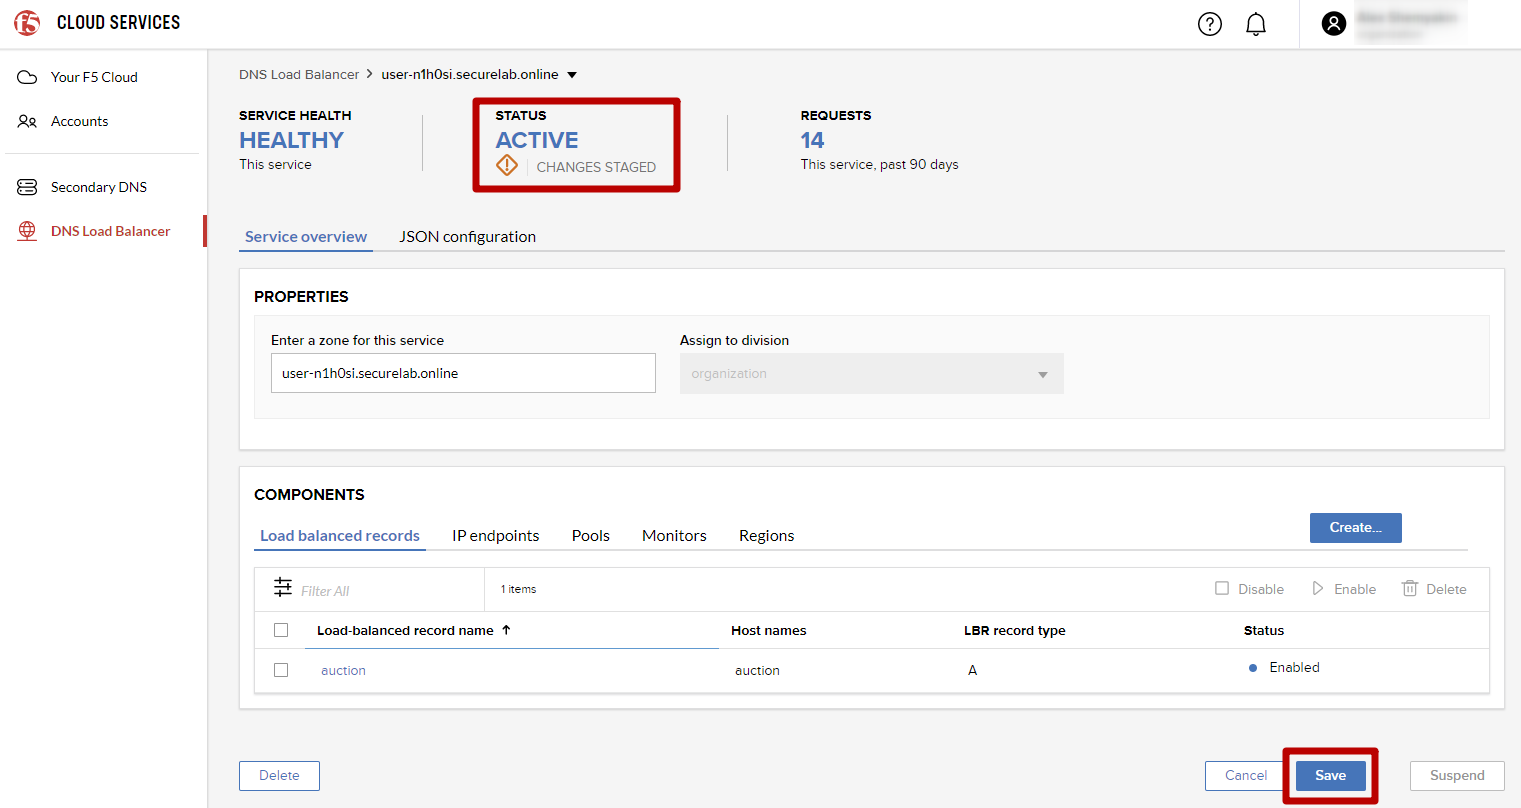 f5 CLOUD SERVICES
Your F5 Cloud
Accounts
Secondary DNS
DNS Load Balancer
DNS Load Balancer > user-n1h0si.securelab.online
SERVICE HEALTH
HEALTHY
This service
STATUS
ACTIVE
CHANGES STAGED
REQUESTS
14
This service, past 90 days
Service overview JSON configuration
PROPERTIES
Enter a zone for this service Assign to division
user-n1h0si.securelab.online organization
COMPONENTS
Load balanced records IP endpoints Pools Monitors Regions Create...
Filter All 1 items Disable Enable Delete
Load-balanced record name ↑ Host names LBR record type Status
auction auction A Enabled
Delete Cancel Save Suspend